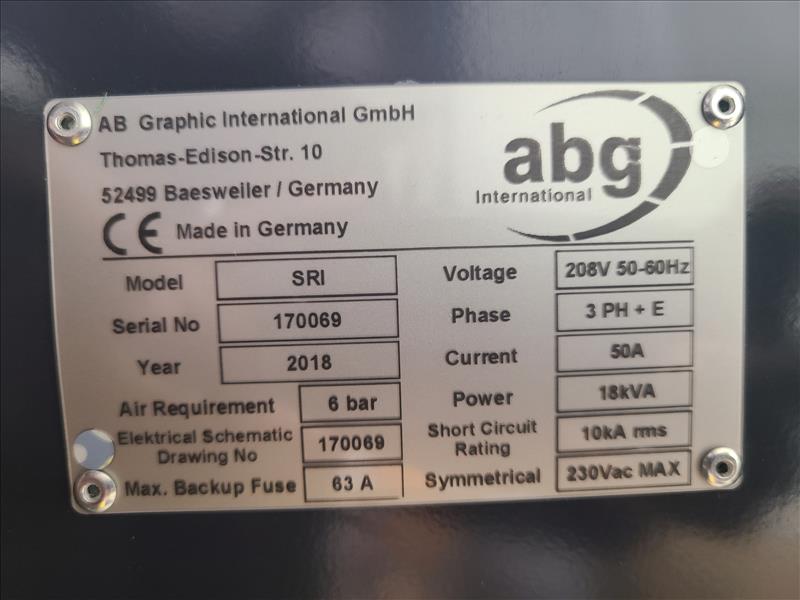 AB Graphic International GmbH
Thomas-Edison-Str. 10
52499 Baesweiler / Germany
CE Made in Germany
abg
International
Model SRI
Serial No 170069
Year 2018
Air Requirement 6 bar
Elektrical Schematic
Drawing No 170069
Max. Backup Fuse 63 A
Voltage 208V 50-60Hz
Phase 3 PH + E
Current 50A
Power 18kVA
Short Circuit
Rating 10kA rms
Symmetrical 230Vac MAX